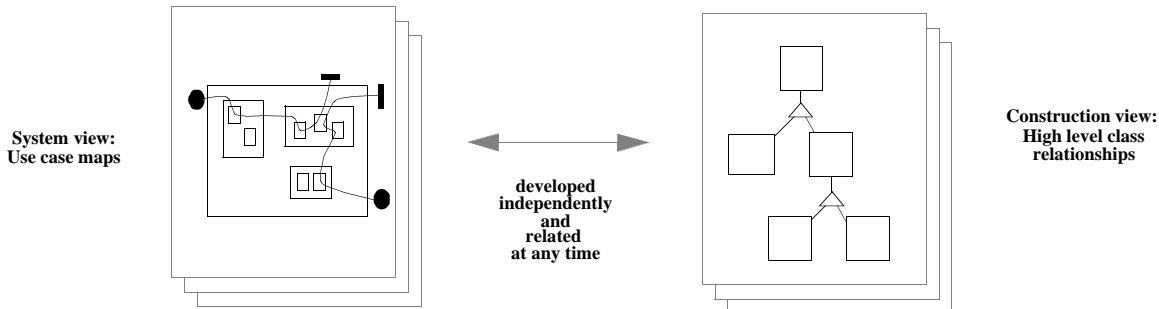 System view:
Use case maps
developed
independently
and
related
at any time
Construction view:
High level class
relationships